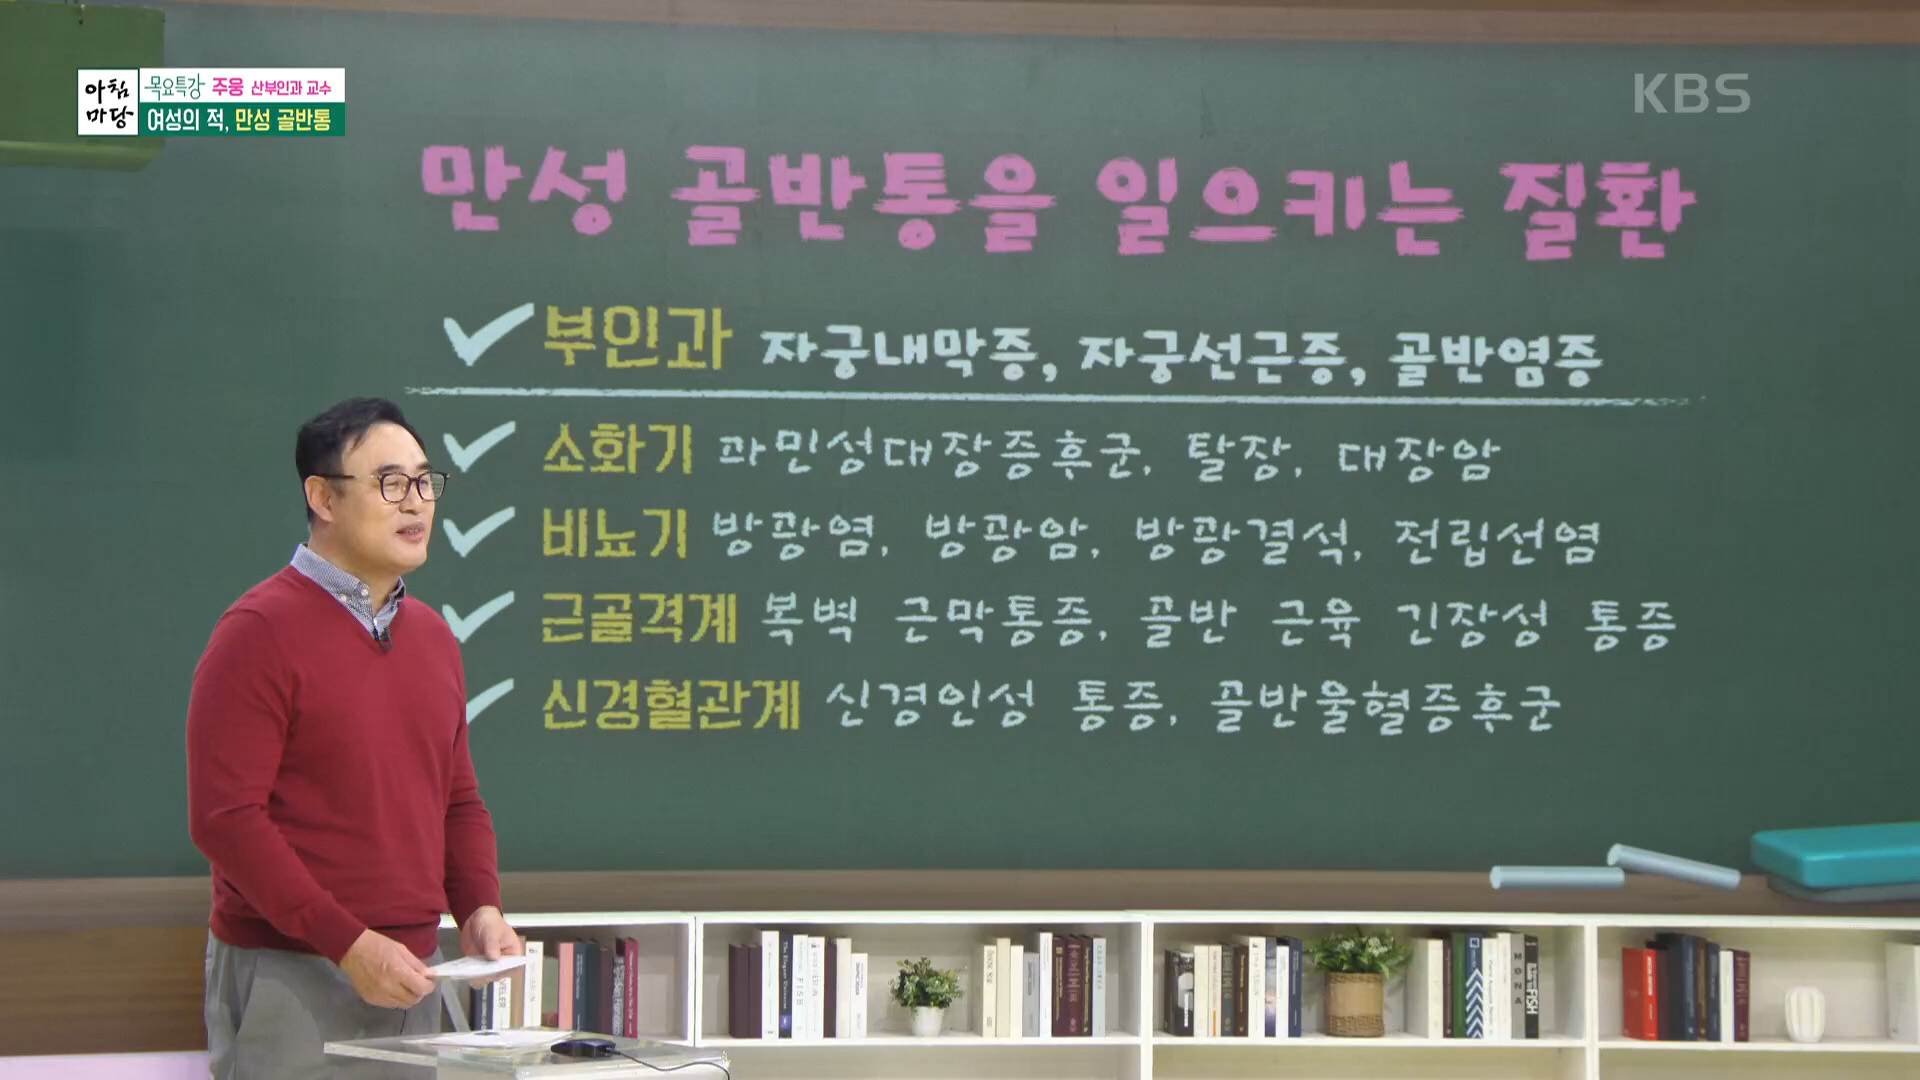 아침
마당
목요특강 주웅 산부인과 교수
여성의 적, 만성 골반통
KBS
만성 골반통을 일으키는 질환
부인과 자궁내막증, 자궁선근증, 골반염증
소화기 과민성대장증후군, 탈장, 대장암
비뇨기 방광염, 방광암, 방광결석, 전립선염
근골격계 복벽 근막통증, 골반 근육 긴장성 통증
신경혈관계 신경인성 통증, 골반울혈증후군
FISH
MONA
FISH